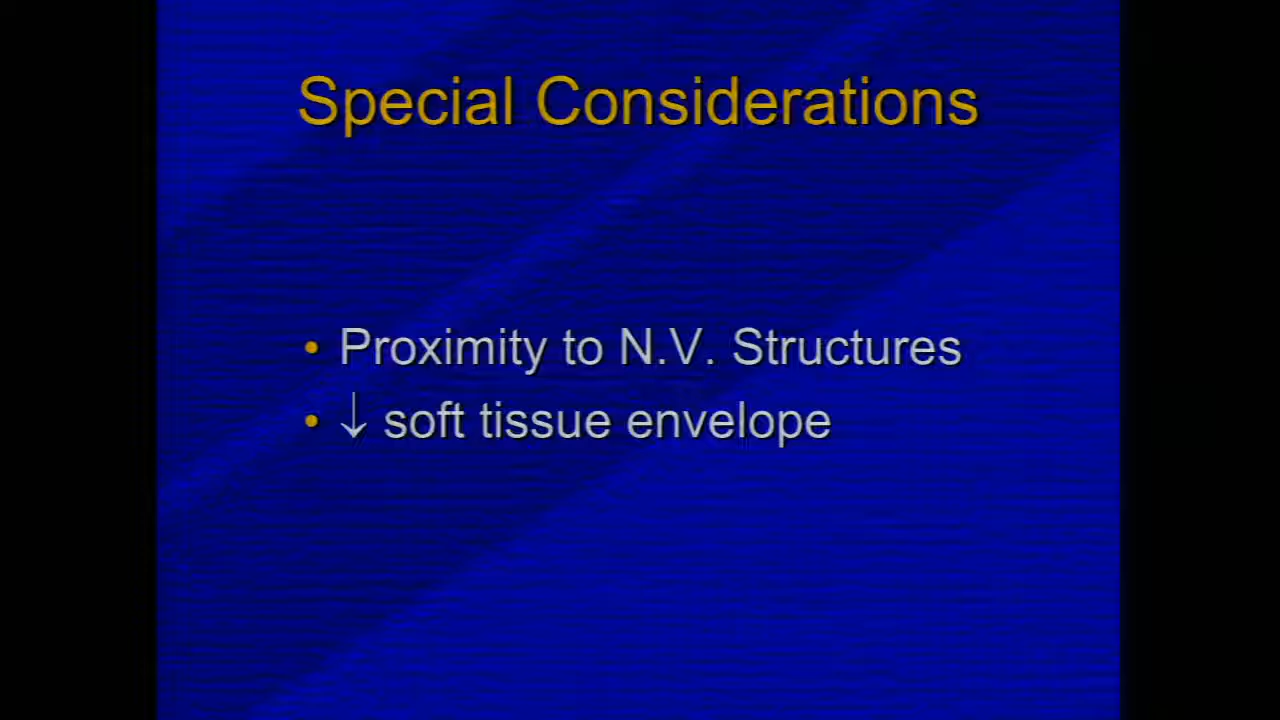 Special Considerations
• Proximity to N.V. Structures
• ↓ soft tissue envelope